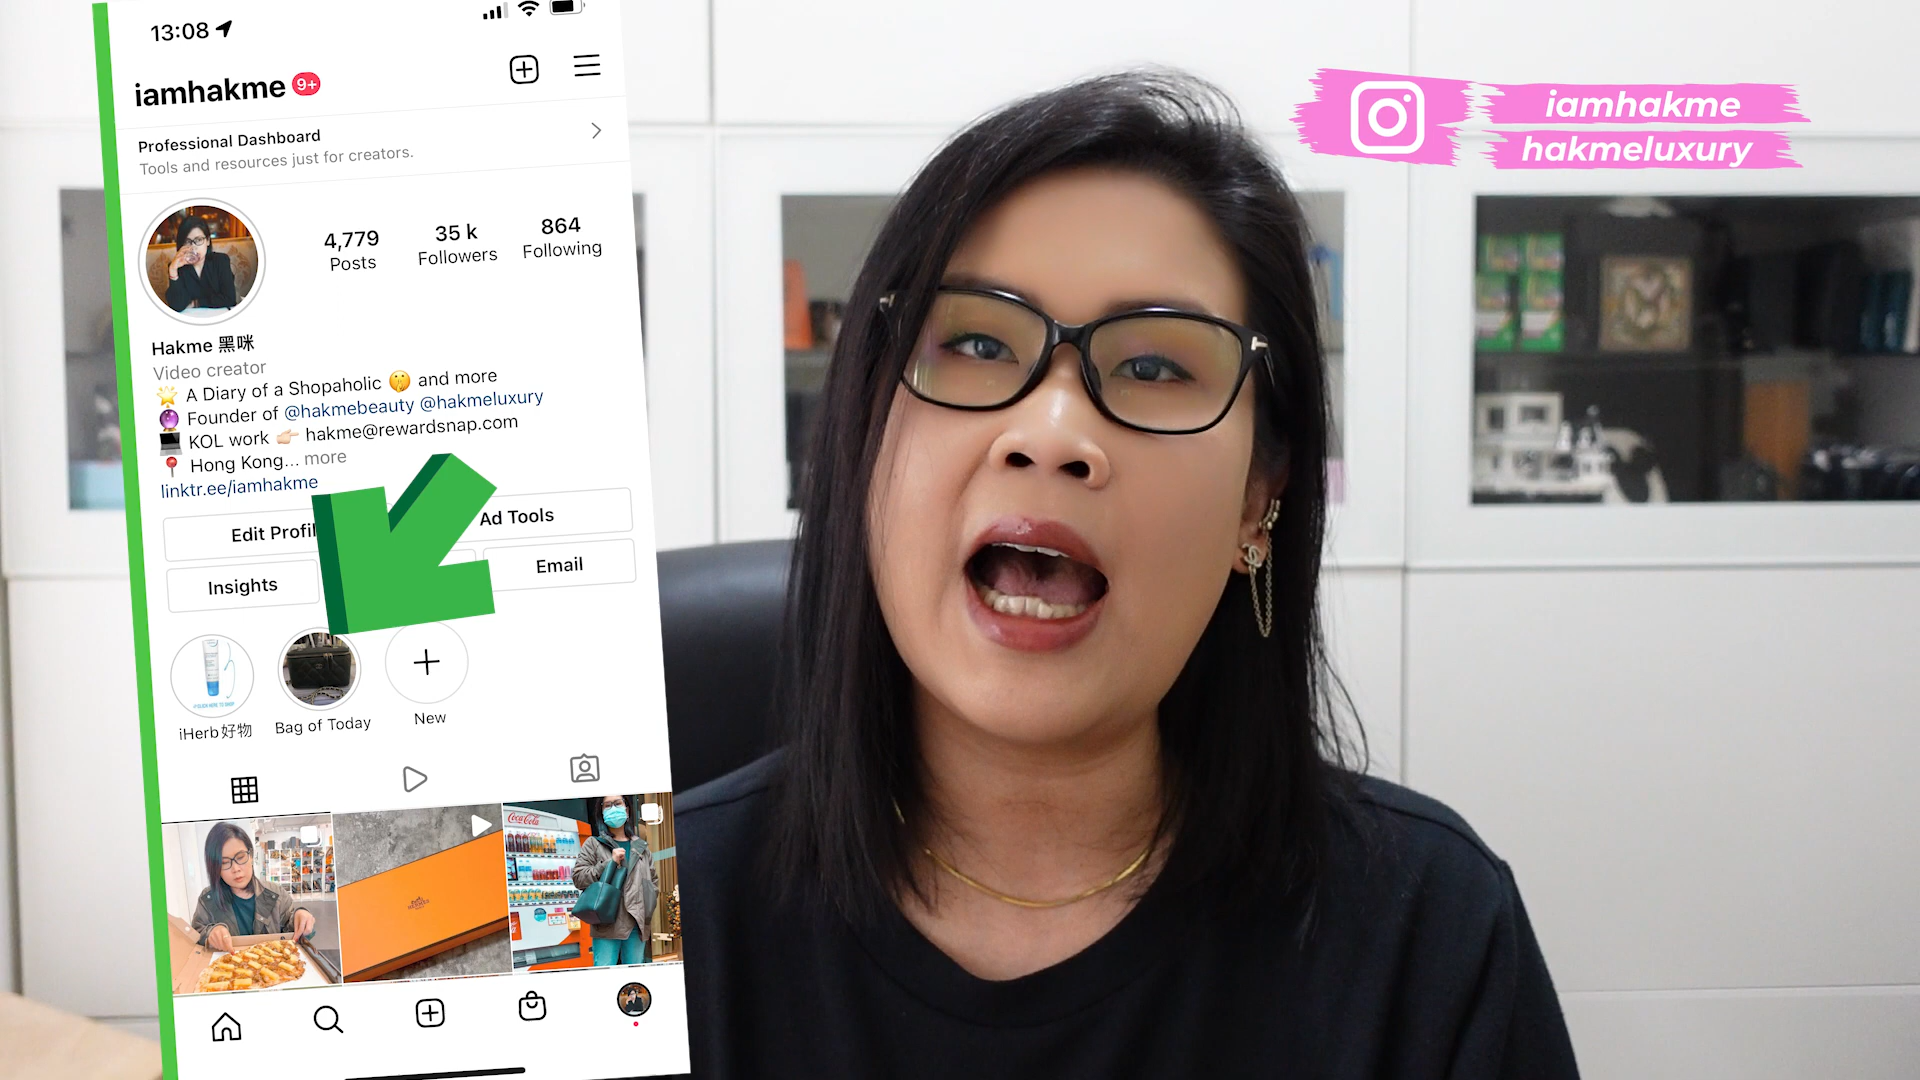 13:08
iamhakme 9+
Professional Dashboard
Tools and resources just for creators.
4,779 35 k 864
Posts Followers Following
Hakme 黑咪
Video creator
A Diary of a Shopaholic 🤫 and more
Founder of @hakmebeauty @hakmeluxury
KOL work 👉🏻 hakme@rewardsnap.com
Hong Kong... more
linktr.ee/iamhakme
Edit Profil Ad Tools
Insights Email
iHerb好物 Bag of Today New
Coca-Cola
HERMES
iamhakme
hakmeluxury